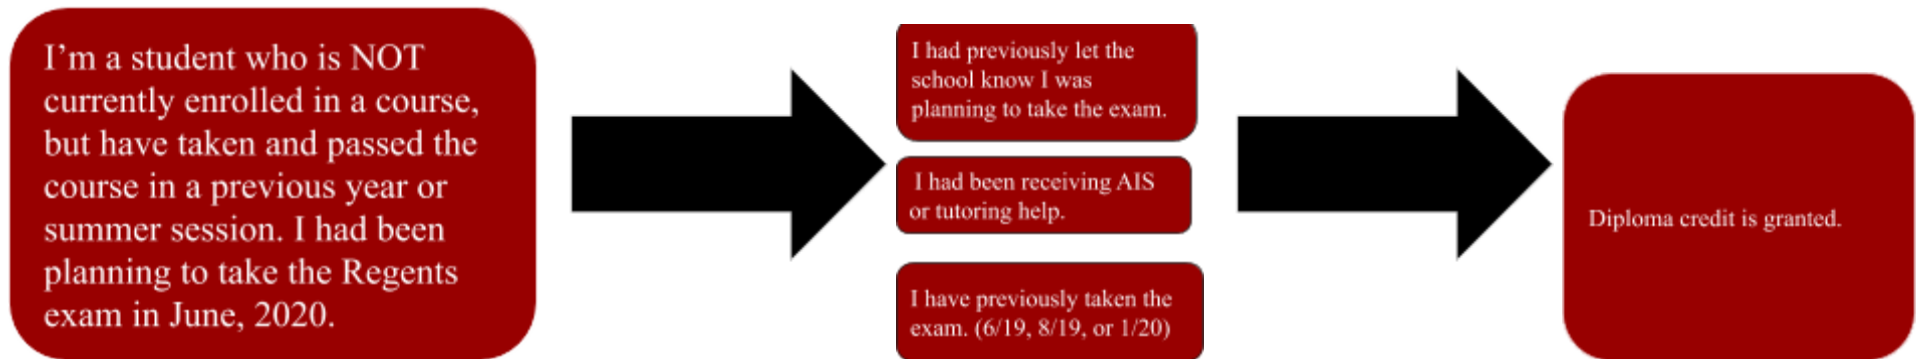 I’m a student who is NOT
currently enrolled in a course,
but have taken and passed the
course in a previous year or
summer session. I had been
planning to take the Regents
exam in June, 2020.
I had previously let the
school know I was
planning to take the exam.
I had been receiving AIS
or tutoring help.
I have previously taken the
exam. (6/19, 8/19, or 1/20)
Diploma credit is granted.